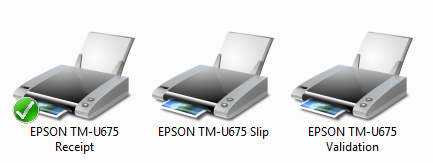 EPSON TM-U675 Receipt
EPSON TM-U675 Slip
EPSON TM-U675 Validation